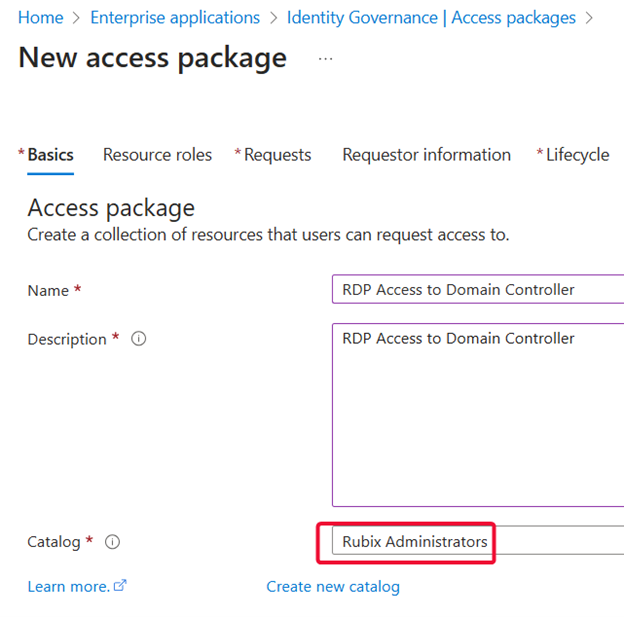 Home > Enterprise applications > Identity Governance | Access packages >
New access package ...
* Basics Resource roles * Requests Requestor information * Lifecycle
Access package
Create a collection of resources that users can request access to.
Name * RDP Access to Domain Controller
Description * RDP Access to Domain Controller
Catalog * Rubix Administrators
Learn more. Create new catalog